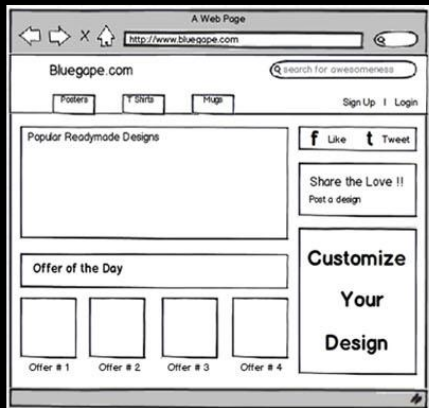 A Web Page
http://www.bluegape.com
Bluegape.com
search for awesomeness
Posters T Shirts Mugs
Sign Up | Login
Popular Readymade Designs
f Like t Tweet
Share the Love !!
Post a design
Offer of the Day
Customize
Your
Design
Offer # 1 Offer # 2 Offer # 3 Offer # 4